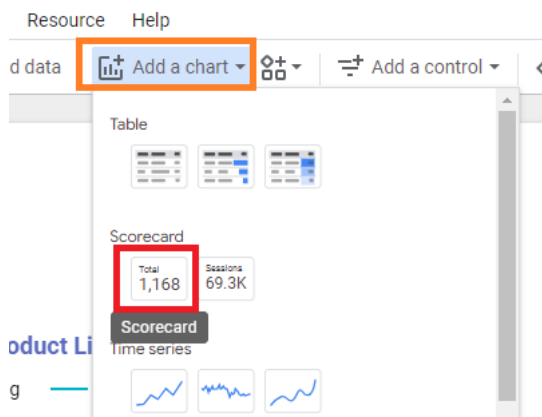 Resource Help
d data Add a chart Add a control
Table
Scorecard
Total
1,168
Sessions
69.3K
Scorecard
oduct Li
Time series
g